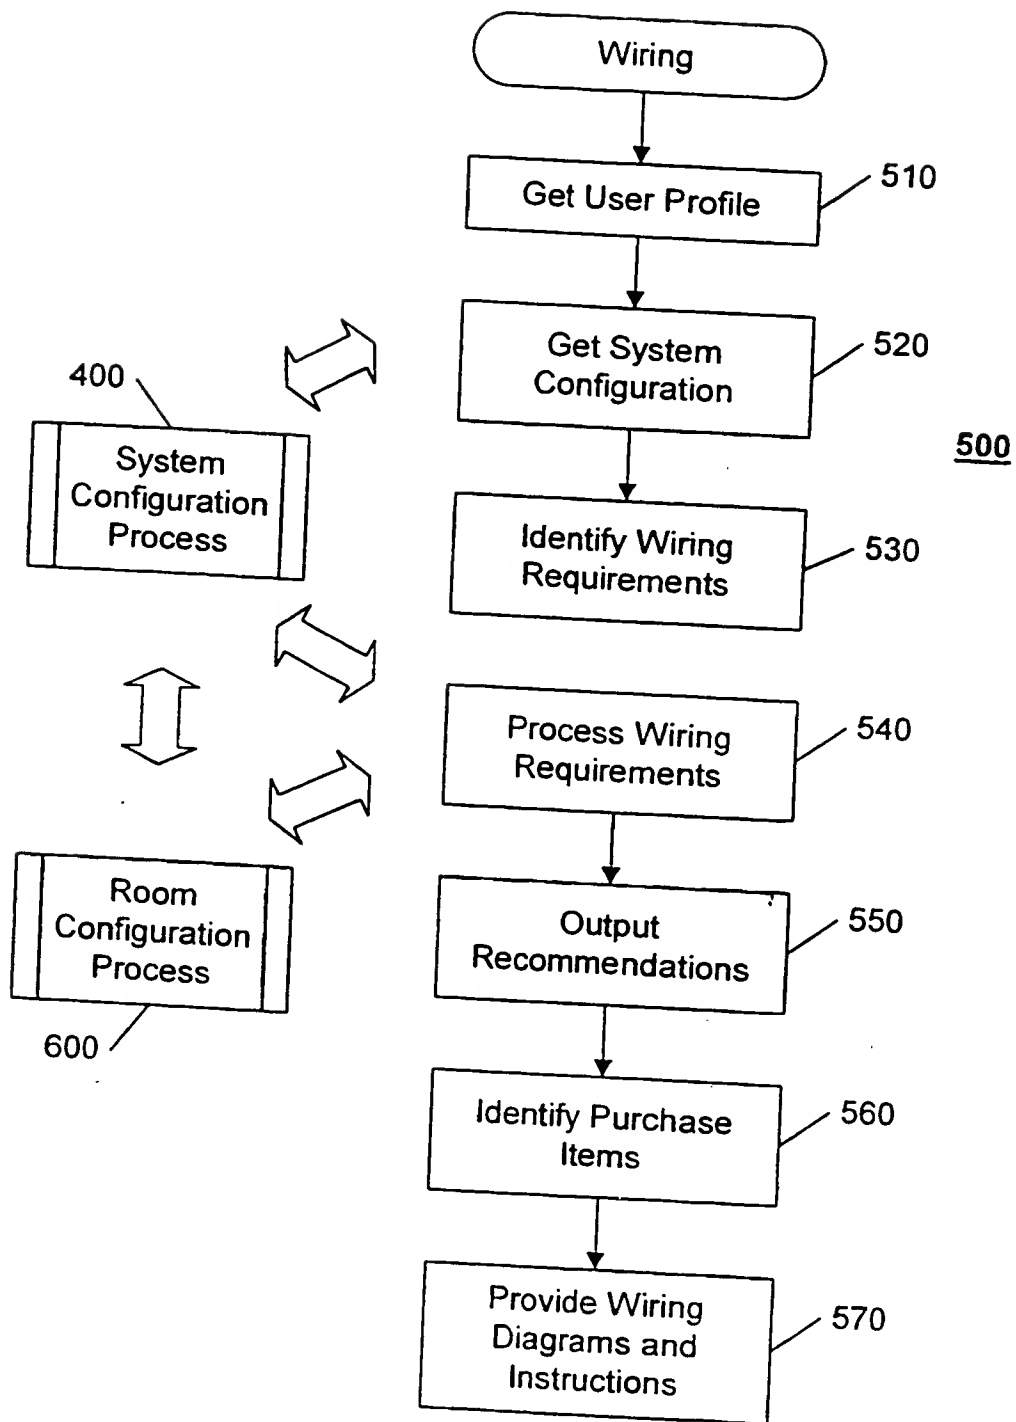 Wiring
Get User Profile
510
Get System
Configuration
520
400
System
Configuration
Process
500
Identify Wiring
Requirements
530
Process Wiring
Requirements
540
Room
Configuration
Process
600
Output
Recommendations
550
Identify Purchase
Items
560
Provide Wiring
Diagrams and
Instructions
570